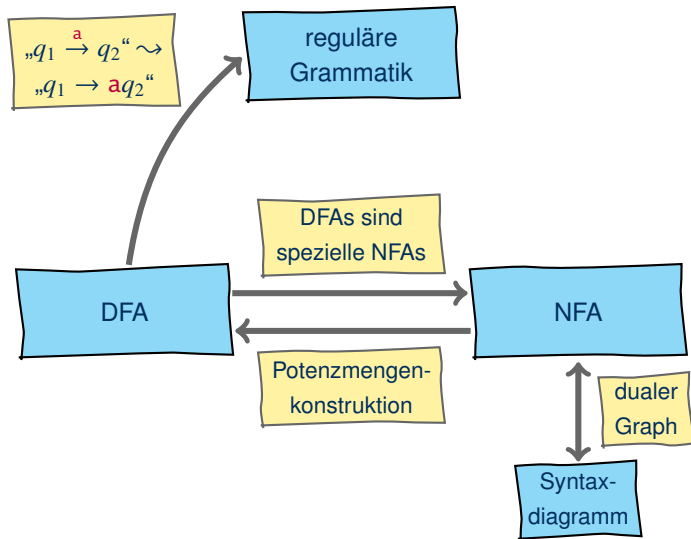 „q₁ →ᵃ q₂“ ⇝
„q₁ → aq₂“
reguläre
Grammatik
DFAs sind
spezielle NFAs
DFA
NFA
Potenzmengen-
konstruktion
dualer
Graph
Syntax-
diagramm